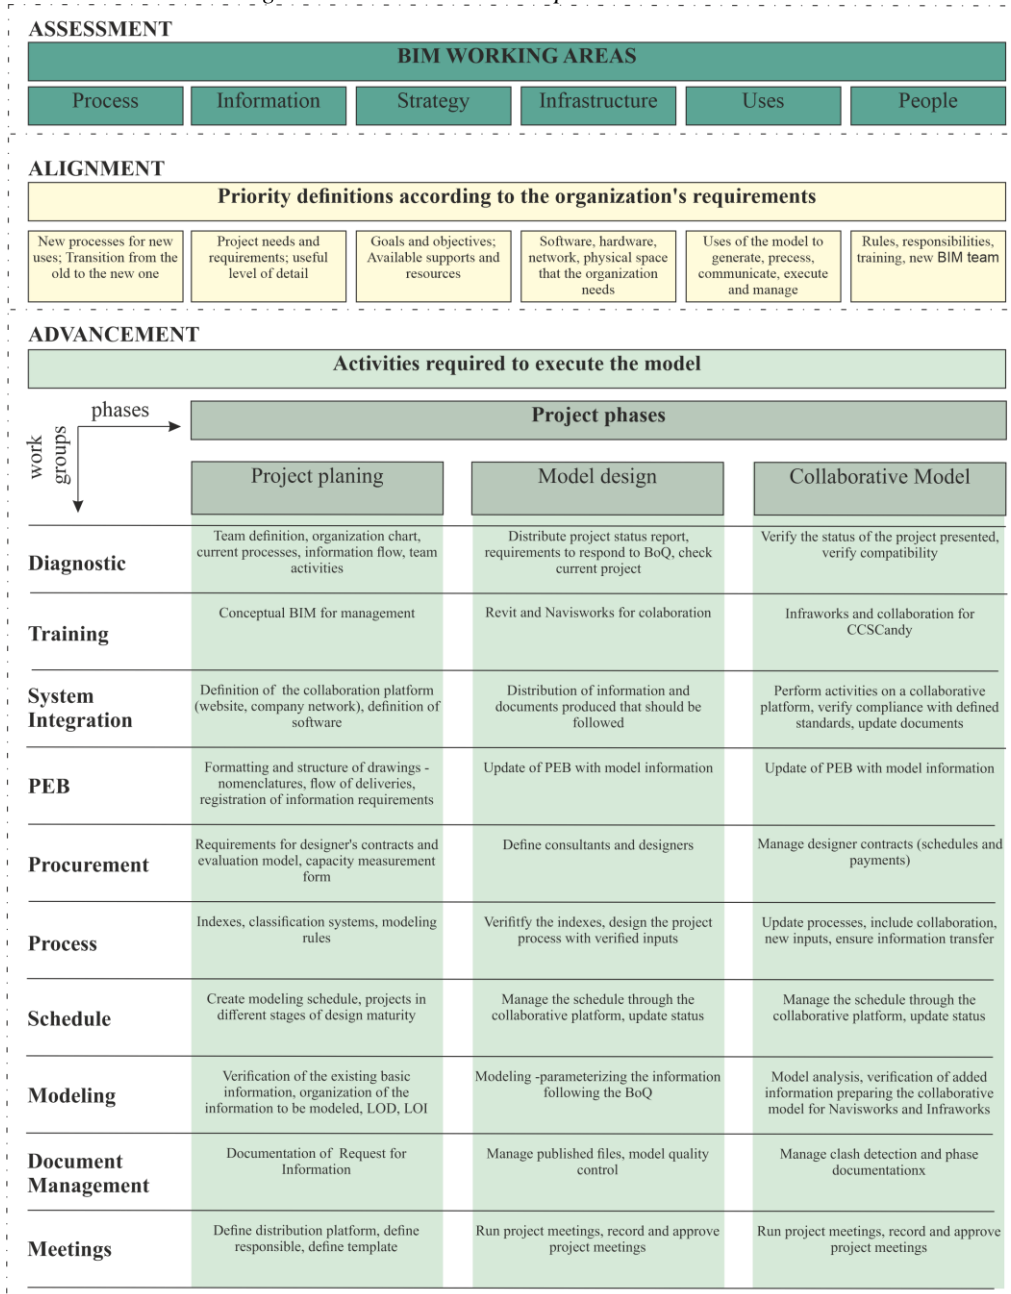 ASSESSMENT
BIM WORKING AREAS
Process
Information
Strategy
Infrastructure
Uses
People
ALIGNMENT
Priority definitions according to the organization's requirements
New processes for new
uses; Transition from the
old to the new one
Project needs and
requirements; useful
level of detail
Goals and objectives;
Available supports and
resources
Software, hardware,
network, physical space
that the organization
needs
Uses of the model to
generate, precess,
communicate, execute
and manage
Rules, responsibilities,
training, new BIM team
ADVANCEMENT
Activities required to execute the model
phases
work
groups
Project phases
Project planing
Model design
Collaborative Model
Diagnostic
Team definition, organization chart,
current processes, information flow, team
activities
Distribute project status report,
requirements to respond to BoQ, check
current project
Verify the status of the project presented,
verify compatibility
Training
Conceptual BIM for management
Revit and Navisworks for colaboration
Infraworks and collaboration for
CCSCandy
System
Integration
Definition of the collaboration platform
(website, company network), definition of
software
Distribution of information and
documents produced that should be
followed
Perform activities on a collaborative
platform, verify compliance with defined
standards, update documents
PEB
Formatting and structure of drawings -
nomenclatures, flow of deliveries,
registration of information requirements
Update of PEB with model information
Update of PEB with model information
Procurement
Requirements for designer's contracts and
evaluation model, capacity measurement
form
Define consultants and designers
Manage designer contracts (schedules and
payments)
Process
Indexes, classification systems, modeling
rules
Verifitfy the indexes, design the project
process with verified inputs
Update processes, include collaboration,
new inputs, ensure information transfer
Schedule
Create modeling schedule, projects in
different stages of design maturity
Manage the schedule through the
collaborative platform, update status
Manage the schedule through the
collaborative platform, update status
Modeling
Verification of the existing basic
information, organization of the
information to be modeled, LOD, LOI
Modeling -parameterizing the information
following the BoQ
Model analysis, verification of added
information preparing the collaborative
model for Navisworks and Infraworks
Document
Management
Documentation of Request for
Information
Manage published files, model quality
control
Manage clash detection and phase
documentationx
Meetings
Define distribution platform, define
responsible, define template
Run project meetings, record and approve
project meetings
Run project meetings, record and approve
project meetings